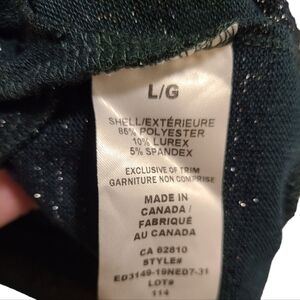 L/G
SHELL/EXTÉRIEURE
85% POLYESTER
10% LUREX
5% SPANDEX
EXCLUSIVE OF TRIM
GARNITURE NON COMPRISE
MADE IN
CANADA /
FABRIQUÉ
AU CANADA
CA 62810
STYLE#
ED3149-19NED7-31
LOT#
114